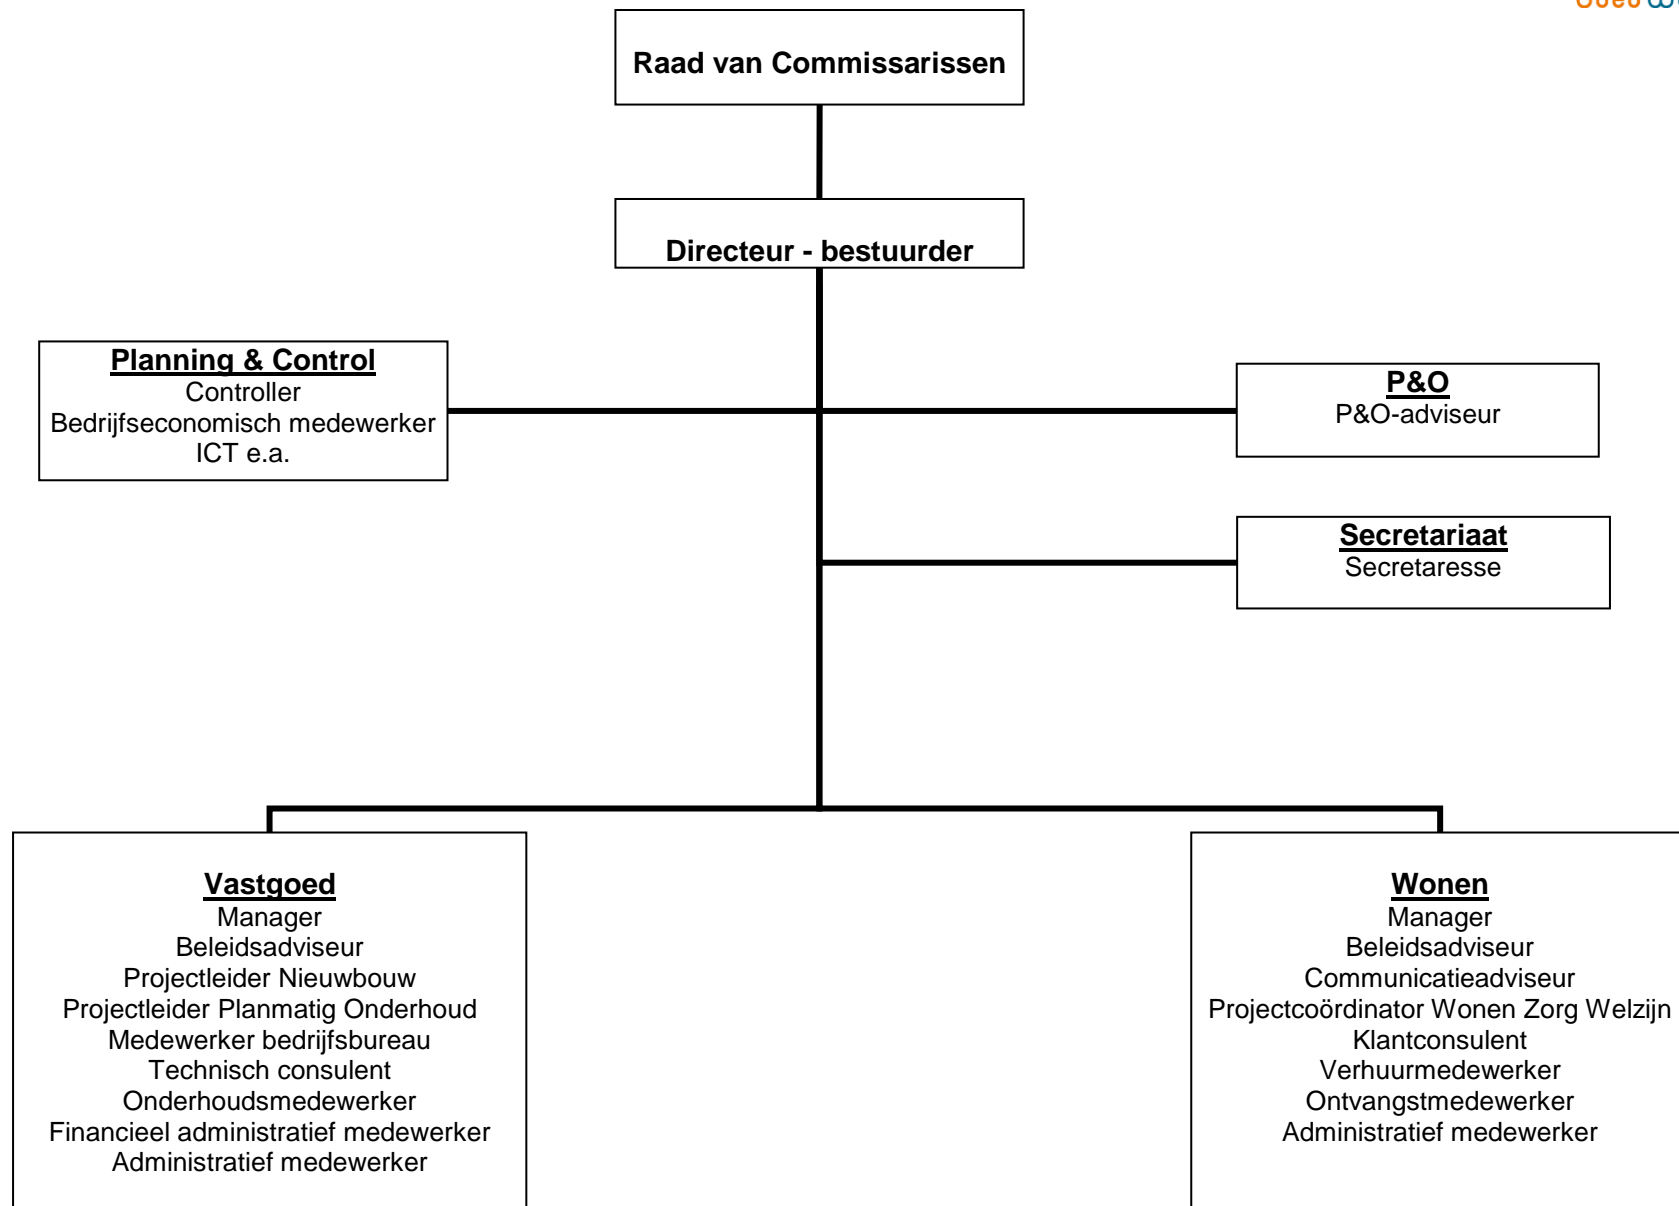 Raad van Commissarissen
Directeur - bestuurder
Planning & Control
Controller
Bedrijfseconomisch medewerker
ICT e.a.
P&O
P&O-adviseur
Secretariaat
Secretaresse
Vastgoed
Manager
Beleidsadviseur
Projectleider Nieuwbouw
Projectleider Planmatig Onderhoud
Medewerker bedrijfsbureau
Technisch consulent
Onderhoudsmedewerker
Financieel administratief medewerker
Administratief medewerker
Wonen
Manager
Beleidsadviseur
Communicatieadviseur
Projectcoördinator Wonen Zorg Welzijn
Klantconsulent
Verhuurmedewerker
Ontvangstmedewerker
Administratief medewerker